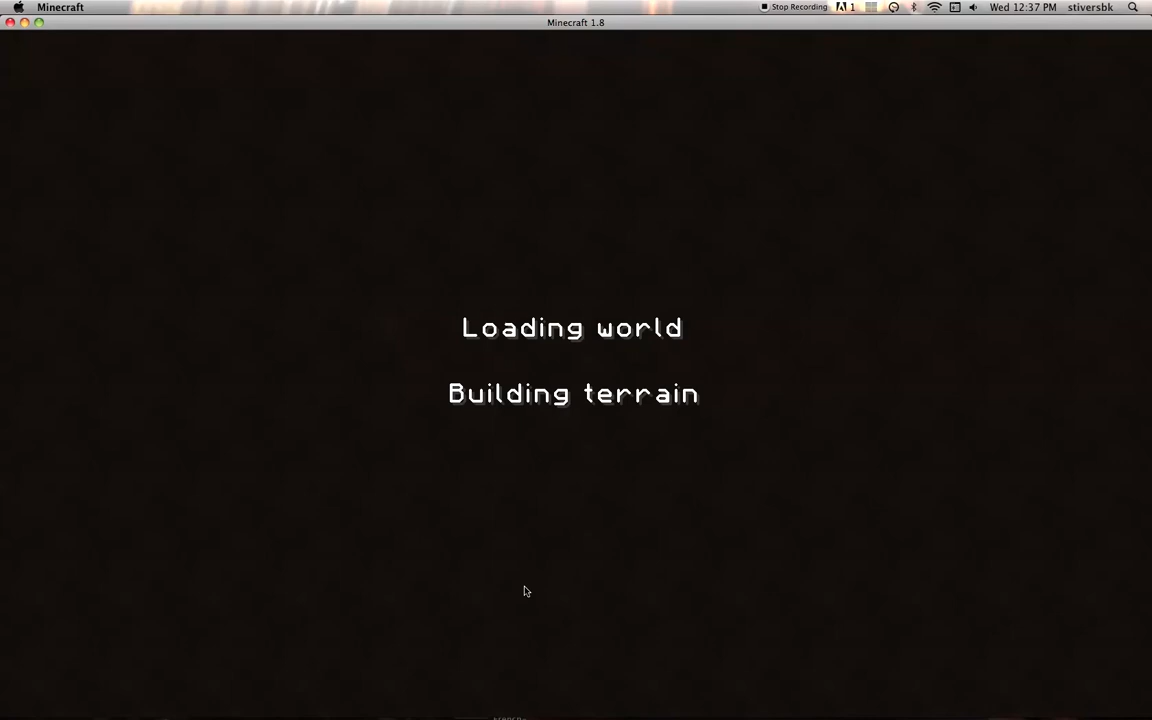 Minecraft Stop Recording 1 Wed 12:37 PM stiversbk
Minecraft 1.8
Loading world
Building terrain